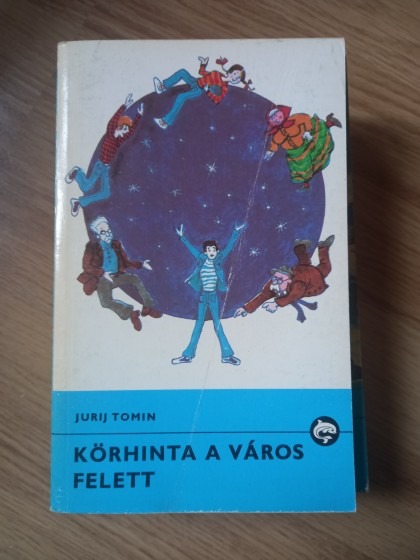 JURIJ TOMIN
KÖRHINTA A VÁROS
FELETT